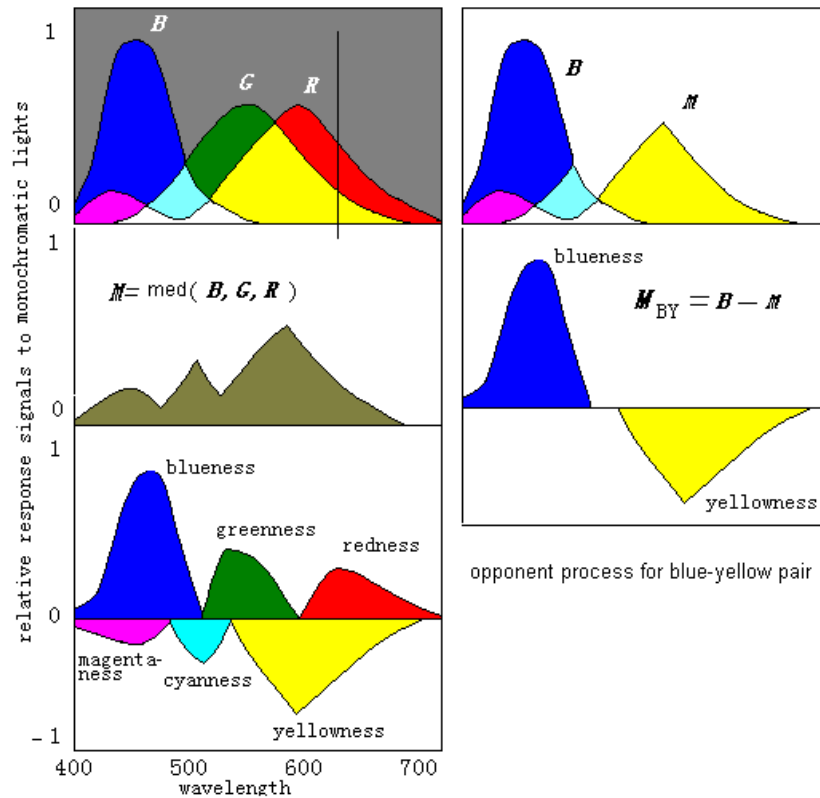 relative response signals to monochromatic lights
1
B
G
R
0
1
M= med( B, G, R )
0
1
blueness
greenness
redness
0
magenta-
ness
cyanness
yellowness
-1
400
500
600
700
wavelength
B
M
blueness
M BY = B - M
yellowness
opponent process for blue-yellow pair